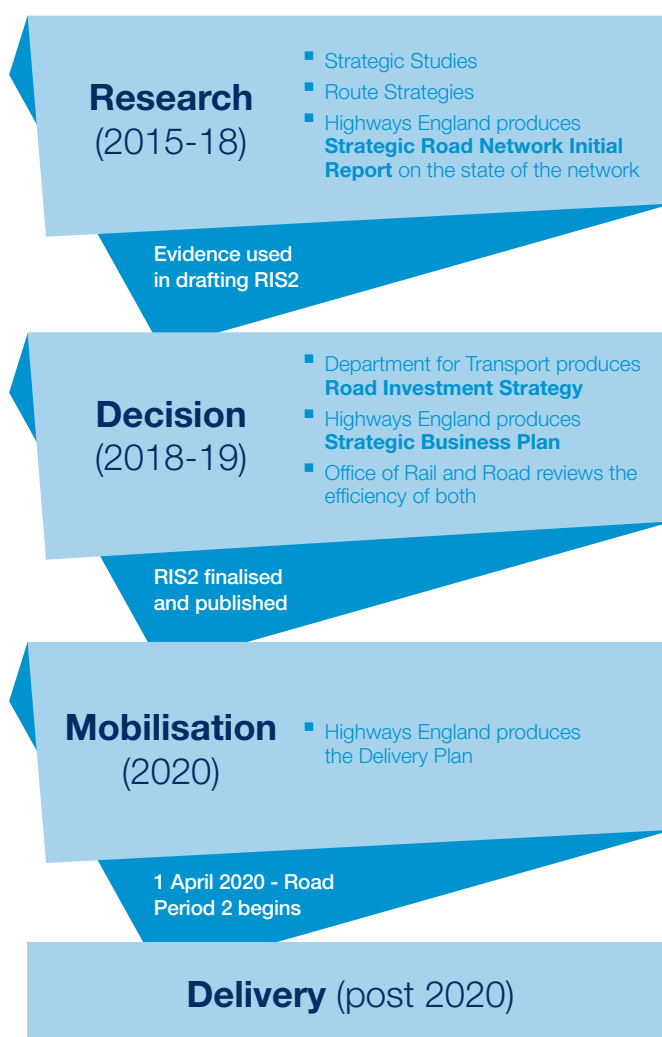 Research
(2015-18)
Strategic Studies
Route Strategies
Highways England produces
Strategic Road Network Initial
Report on the state of the network
Evidence used
in drafting RIS2
Decision
(2018-19)
Department for Transport produces
Road Investment Strategy
Highways England produces
Strategic Business Plan
Office of Rail and Road reviews the
efficiency of both
RIS2 finalised
and published
Mobilisation
(2020)
Highways England produces
the Delivery Plan
1 April 2020 - Road
Period 2 begins
Delivery (post 2020)